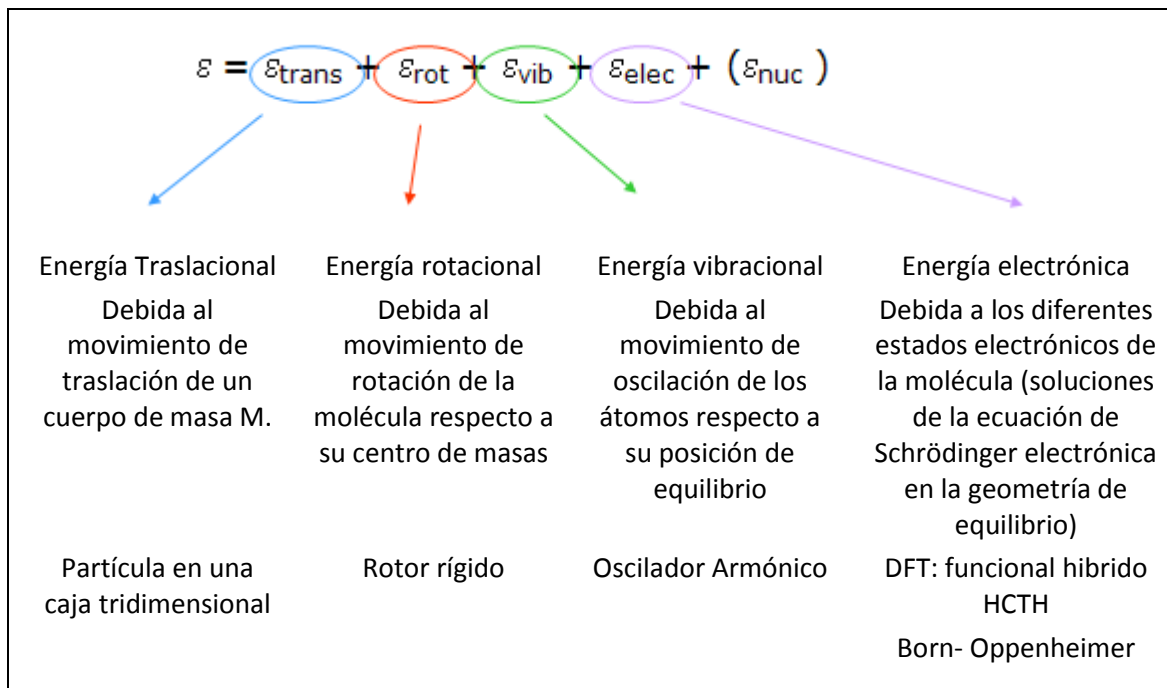 ε = εtrans + εrot + εvib + εelec + (εnuc)
Energía Traslacional
Debida al
movimiento de
traslación de un
cuerpo de masa M.
Partícula en una
caja tridimensional
Energía rotacional
Debida al
movimiento de
rotación de la
molécula respecto a
su centro de masas
Rotor rígido
Energía vibracional
Debida al
movimiento de
oscilación de los
átomos respecto a
su posición de
equilibrio
Oscilador Armónico
Energía electrónica
Debida a los diferentes
estados electrónicos de
la molécula (soluciones
de la ecuación de
Schrödinger electrónica
en la geometría de
equilibrio)
DFT: funcional hibrido
HCTH
Born- Oppenheimer